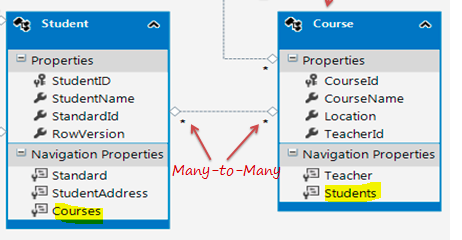 Student
Properties
StudentID
StudentName
StandardId
RowVersion
Navigation Properties
Standard
StudentAddress
Courses
*
*
*
Many-to-Many
Course
Properties
CourseId
CourseName
Location
TeacherId
Navigation Properties
Teacher
Students